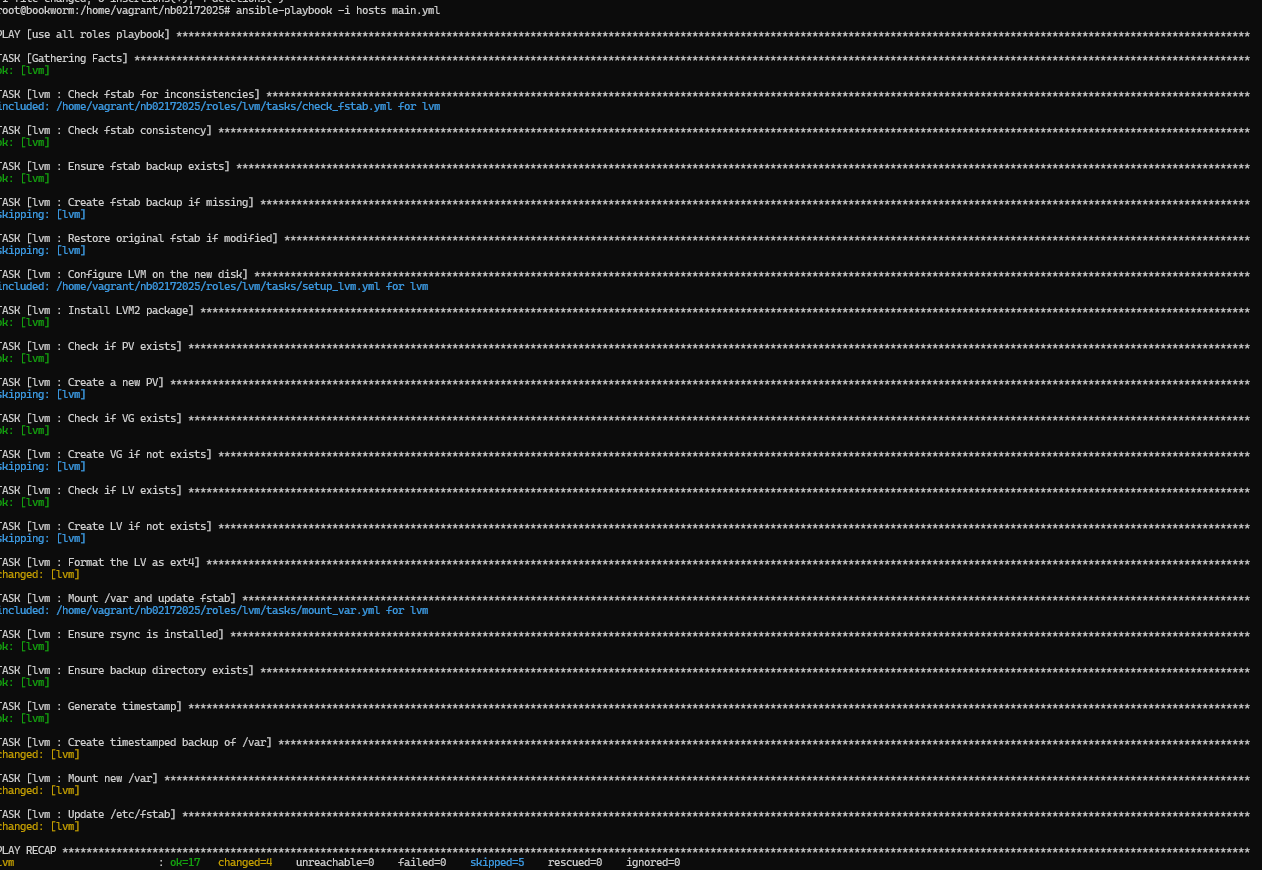 root@bookworm:/home/vagrant/nb02172025# ansible-playbook -i hosts main.yml
PLAY [use all roles playbook] ****
TASK [Gathering Facts] ****
ok: [lvm]
TASK [lvm : Check fstab for inconsistencies] ****
included: /home/vagrant/nb02172025/roles/lvm/tasks/check_fstab.yml for lvm
TASK [lvm : Check fstab consistency] ****
ok: [lvm]
TASK [lvm : Ensure fstab backup exists] ****
ok: [lvm]
TASK [lvm : Create fstab backup if missing] ****
skipping: [lvm]
TASK [lvm : Restore original fstab if modified] ****
skipping: [lvm]
TASK [lvm : Configure LVM on the new disk] ****
included: /home/vagrant/nb02172025/roles/lvm/tasks/setup_lvm.yml for lvm
TASK [lvm : Install LVM2 package] ****
ok: [lvm]
TASK [lvm : Check if PV exists] ****
ok: [lvm]
TASK [lvm : Create a new PV] ****
skipping: [lvm]
TASK [lvm : Check if VG exists] ****
ok: [lvm]
TASK [lvm : Create VG if not exists] ****
skipping: [lvm]
TASK [lvm : Check if LV exists] ****
ok: [lvm]
TASK [lvm : Create LV if not exists] ****
skipping: [lvm]
TASK [lvm : Format the LV as ext4] ****
changed: [lvm]
TASK [lvm : Mount /var and update fstab] ****
included: /home/vagrant/nb02172025/roles/lvm/tasks/mount_var.yml for lvm
TASK [lvm : Ensure rsync is installed] ****
ok: [lvm]
TASK [lvm : Ensure backup directory exists] ****
ok: [lvm]
TASK [lvm : Generate timestamp] ****
ok: [lvm]
TASK [lvm : Create timestamped backup of /var] ****
changed: [lvm]
TASK [lvm : Mount new /var] ****
changed: [lvm]
TASK [lvm : Update /etc/fstab] ****
changed: [lvm]
PLAY RECAP ****
lvm : ok=17 changed=4 unreachable=0 failed=0 skipped=5 rescued=0 ignored=0